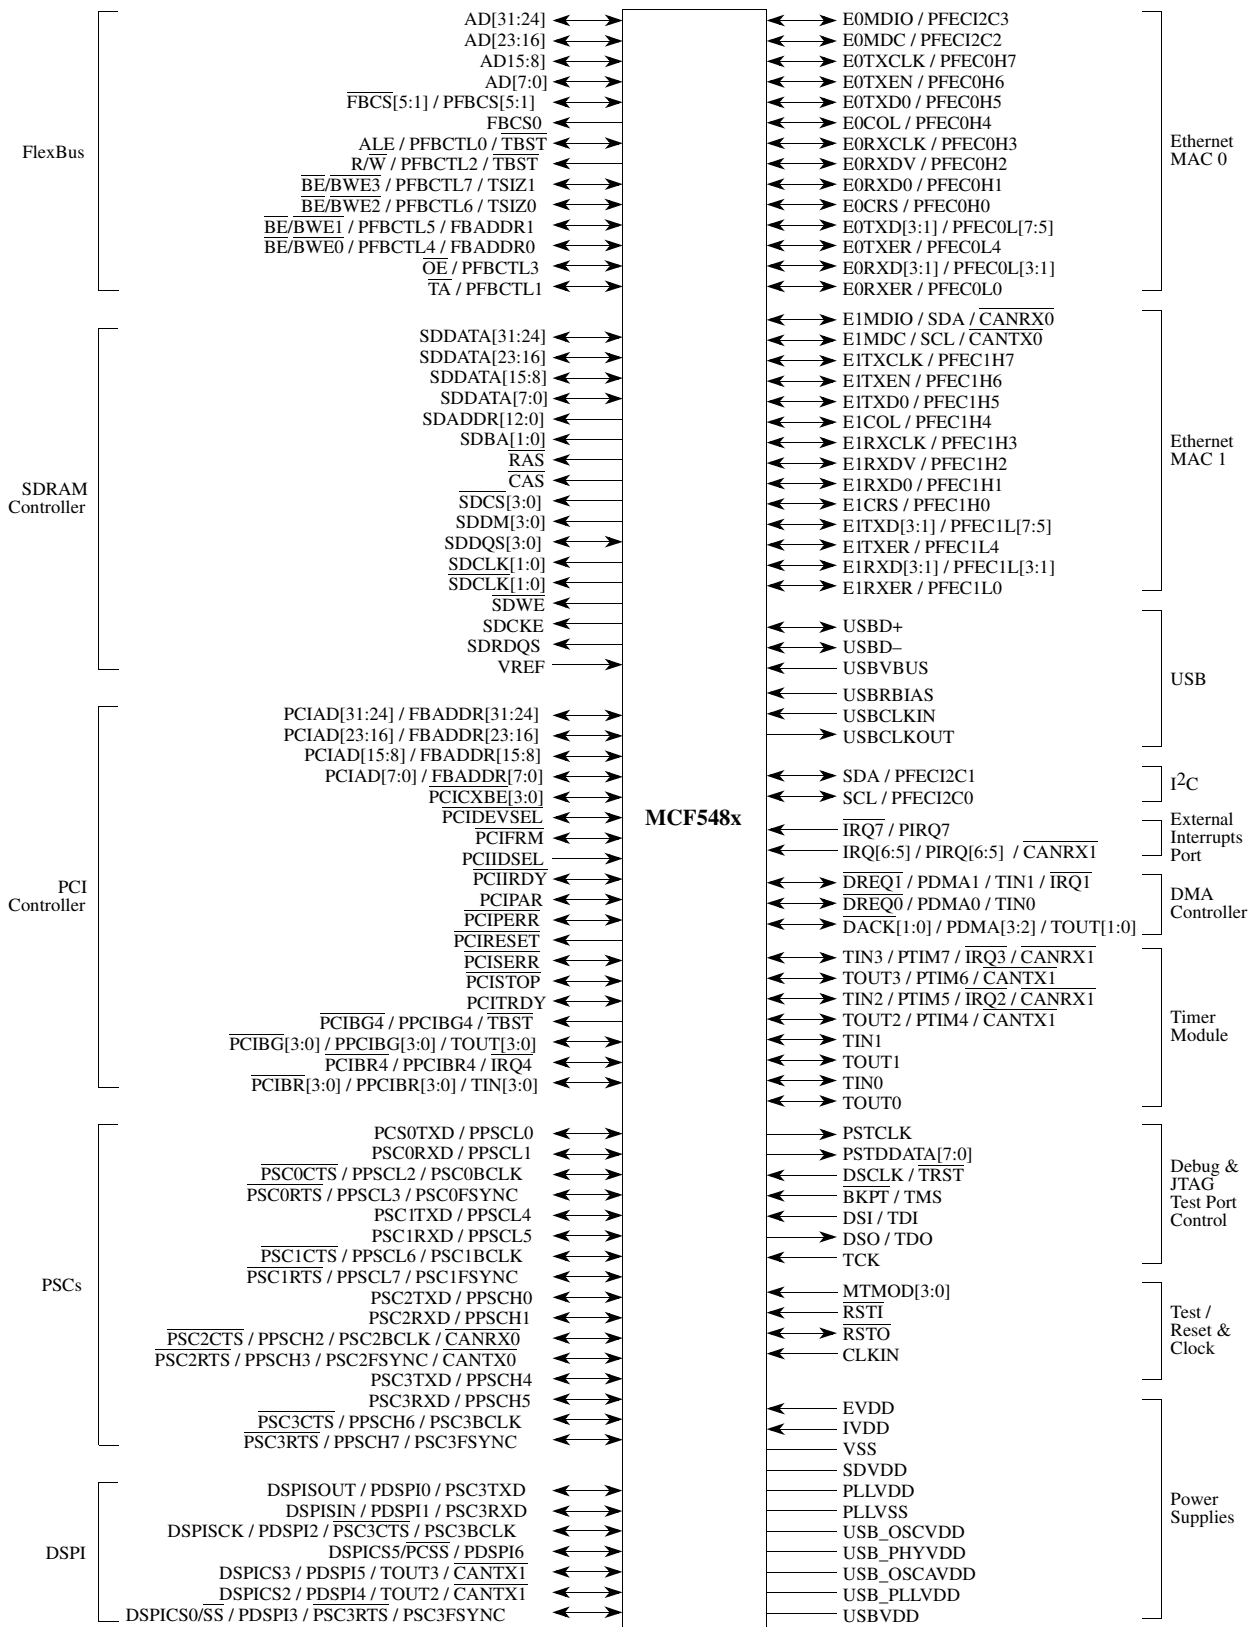 FlexBus
AD[31:24]
AD[23:16]
AD15:8]
AD[7:0]
FBCS[5:1] / PFBCS[5:1]
FBCS0
ALE / PFBCTL0 / TBST
R/W / PFBCTL2 / TBST
BE/BWE3 / PFBCTL7 / TSIZ1
BE/BWE2 / PFBCTL6 / TSIZ0
BE/BWE1 / PFBCTL5 / FBADDR1
BE/BWE0 / PFBCTL4 / FBADDR0
OE / PFBCTL3
TA / PFBCTL1
SDRAM
Controller
SDDATA[31:24]
SDDATA[23:16]
SDDATA[15:8]
SDDATA[7:0]
SDADDR[12:0]
SDBA[1:0]
RAS
CAS
SDCS[3:0]
SDDM[3:0]
SDDQS[3:0]
SDCLK[1:0]
SDCLK[1:0]
SDWE
SDCKE
SDRDQS
VREF
PCI
Controller
PCIAD[31:24] / FBADDR[31:24]
PCIAD[23:16] / FBADDR[23:16]
PCIAD[15:8] / FBADDR[15:8]
PCIAD[7:0] / FBADDR[7:0]
PCICXBE[3:0]
PCIDEVSEL
PCIFRM
PCIIDSEL
PCIIRDY
PCIPAR
PCIPERR
PCIRESET
PCISERR
PCISTOP
PCITRDY
PCIBG4 / PPCIBG4 / TBST
PCIBG[3:0] / PPCIBG[3:0] / TOUT[3:0]
PCIBR4 / PPCIBR4 / IRQ4
PCIBR[3:0] / PPCIBR[3:0] / TIN[3:0]
PSCs
PCS0TXD / PPSCL0
PSC0RXD / PPSCL1
PSC0CTS / PPSCL2 / PSC0BCLK
PSC0RTS / PPSCL3 / PSC0FSYNC
PSC1TXD / PPSCL4
PSC1RXD / PPSCL5
PSC1CTS / PPSCL6 / PSC1BCLK
PSC1RTS / PPSCL7 / PSC1FSYNC
PSC2TXD / PPSCH0
PSC2RXD / PPSCH1
PSC2CTS / PPSCH2 / PSC2BCLK / CANRX0
PSC2RTS / PPSCH3 / PSC2FSYNC / CANTX0
PSC3TXD / PPSCH4
PSC3RXD / PPSCH5
PSC3CTS / PPSCH6 / PSC3BCLK
PSC3RTS / PPSCH7 / PSC3FSYNC
DSPI
DSPISOUT / PDSPI0 / PSC3TXD
DSPISIN / PDSPI1 / PSC3RXD
DSPISCK / PDSPI2 / PSC3CTS / PSC3BCLK
DSPICS5/PCSS / PDSPI6
DSPICS3 / PDSPI5 / TOUT3 / CANTX1
DSPICS2 / PDSPI4 / TOUT2 / CANTX1
DSPICS0/SS / PDSPI3 / PSC3RTS / PSC3FSYNC
MCF548x
E0MDIO / PFECI2C3
E0MDC / PFECI2C2
E0TXCLK / PFEC0H7
E0TXEN / PFEC0H6
E0TXD0 / PFEC0H5
E0COL / PFEC0H4
E0RXCLK / PFEC0H3
E0RXDV / PFEC0H2
E0RXD0 / PFEC0H1
E0CRS / PFEC0H0
E0TXD[3:1] / PFEC0L[7:5]
E0TXER / PFEC0L4
E0RXD[3:1] / PFEC0L[3:1]
E0RXER / PFEC0L0
Ethernet
MAC 0
E1MDIO / SDA / CANRX0
E1MDC / SCL / CANTX0
E1TXCLK / PFEC1H7
E1TXEN / PFEC1H6
E1TXD0 / PFEC1H5
E1COL / PFEC1H4
E1RXCLK / PFEC1H3
E1RXDV / PFEC1H2
E1RXD0 / PFEC1H1
E1CRS / PFEC1H0
E1TXD[3:1] / PFEC1L[7:5]
E1TXER / PFEC1L4
E1RXD[3:1] / PFEC1L[3:1]
E1RXER / PFEC1L0
Ethernet
MAC 1
USBD+
USBD–
USBVBUS
USBRBIAS
USBCLKIN
USBCLKOUT
USB
SDA / PFECI2C1
SCL / PFECI2C0
I2C
IRQ7 / PIRQ7
IRQ[6:5] / PIRQ[6:5] / CANRX1
External
Interrupts
Port
DREQ1 / PDMA1 / TIN1 / IRQ1
DREQ0 / PDMA0 / TIN0
DACK[1:0] / PDMA[3:2] / TOUT[1:0]
DMA
Controller
TIN3 / PTIM7 / IRQ3 / CANRX1
TOUT3 / PTIM6 / CANTX1
TIN2 / PTIM5 / IRQ2 / CANRX1
TOUT2 / PTIM4 / CANTX1
TIN1
TOUT1
TIN0
TOUT0
Timer
Module
PSTCLK
PSTDDATA[7:0]
DSCLK / TRST
BKPT / TMS
DSI / TDI
DSO / TDO
TCK
Debug &
JTAG
Test Port
Control
MTMOD[3:0]
RSTI
RSTO
CLKIN
Test /
Reset &
Clock
EVDD
IVDD
VSS
SDVDD
PLLVDD
PLLVSS
USB_OSCVDD
USB_PHYVDD
USB_OSCAVDD
USB_PLLVDD
USBVDD
Power
Supplies